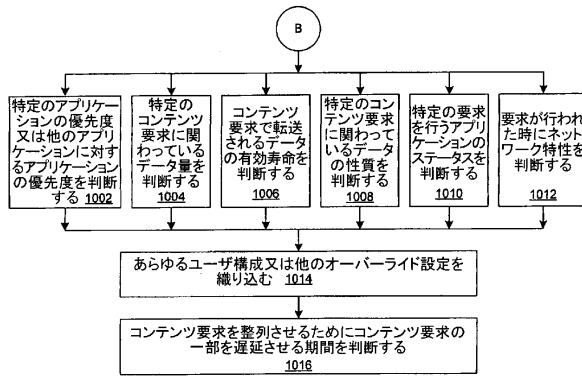 B
特定のアプリケー
ションの優先度
又は他のアプリ
ケーションに対す
るアプリケーション
の優先度を判断
する 1002
特定の
コンテンツ
要求に関
わっている
データ量を
判断する
1004
コンテンツ
要求で転送
されるデータ
の有効寿命
を判断する
1006
特定のコン
テンツ要求
に関わって
いるデータ
の性質を
判断する
1008
特定の要求
を行うアプリ
ケーションの
ステータスを
判断する
1010
要求が行われ
た時にネット
ワーク特性を
判断する
1012
あらゆるユーザ構成又は他のオーバーライド設定を
織り込む 1014
コンテンツ要求を整列させるためにコンテンツ要求の
一部を遅延させる期間を判断する
1016